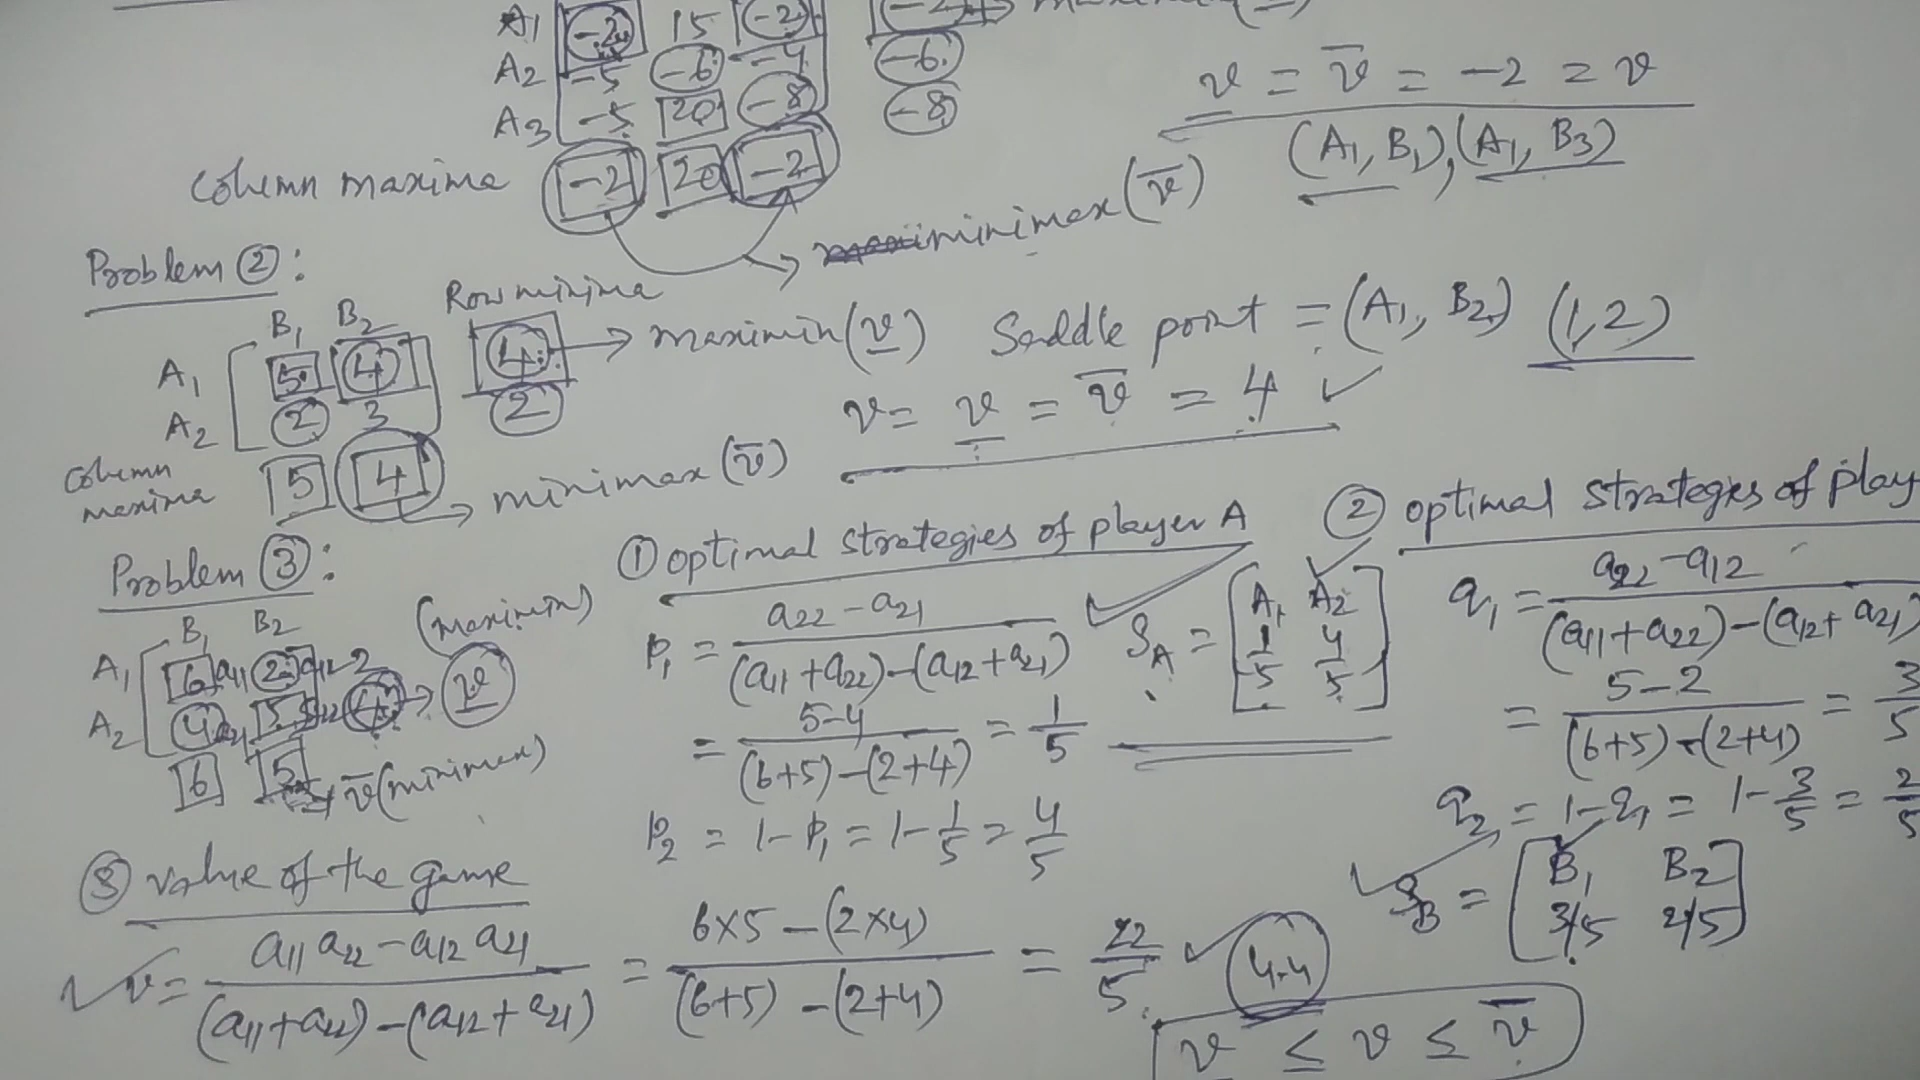 A1 -2 15 -2 -2
A2 -5 -6 -4 -6
A3 -5 20 -8 -8
column maxima -2 20 -2
minimax (v̄)
v̲ = v̄ = -2 = v
(A1, B1), (A1, B3)
Problem ②:
B1 B2 Row minima
A1 5 4 4 → maximin (v̲)
A2 2 3 2
column maxima 5 4 → minimax (v̄)
Saddle point = (A1, B2) (1,2)
v = v̲ = v̄ = 4 ✓
Problem ③:
B1 B2 (maximin)
A1 6 a11 2 a12 2
A2 4 a21 5 a22 4 → v̲
6 5 → v̄ (minimax)
① optimal strategies of player A
p1 = (a22 - a21) / ((a11 + a22) - (a12 + a21))
= (5-4) / ((6+5) - (2+4)) = 1/5
p2 = 1 - p1 = 1 - 1/5 = 4/5
SA = [A1 A2
1/5 4/5]
② optimal strategies of play
q1 = (a22 - a12) / ((a11 + a22) - (a12 + a21))
= (5-2) / ((6+5) - (2+4)) = 3/5
q2 = 1 - q1 = 1 - 3/5 = 2/5
SB = [B1 B2
3/5 2/5]
③ value of the game
v = (a11 a22 - a12 a21) / ((a11 + a22) - (a12 + a21)) = (6×5 - (2×4)) / ((6+5) - (2+4)) = 22/5 ✓ 4.4
v̲ ≤ v ≤ v̄